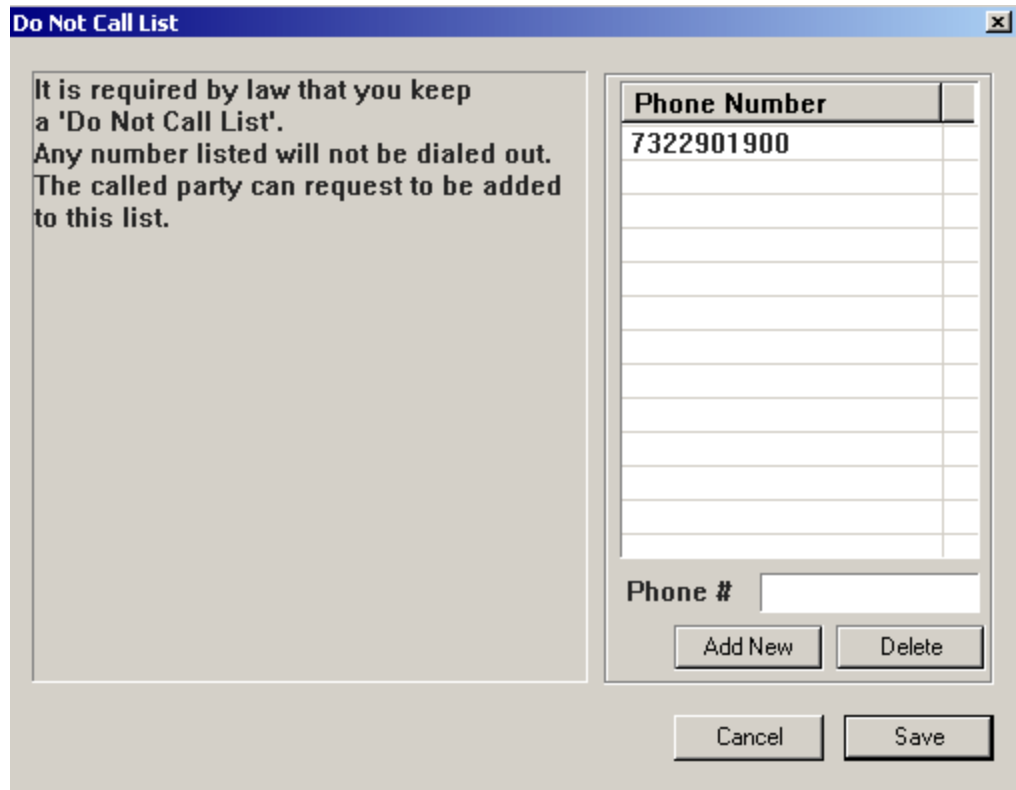 Do Not Call List
It is required by law that you keep
a 'Do Not Call List'.
Any number listed will not be dialed out.
The called party can request to be added
to this list.
Phone Number
7322901900
Phone #
Add New
Delete
Cancel
Save